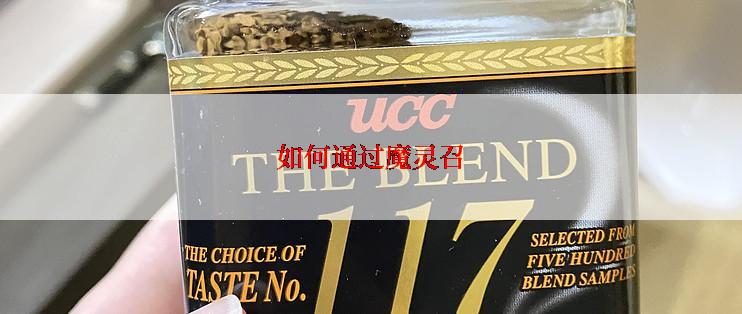 ucc
如何通过魔灵召
THE BLEND
117
THE CHOICE OF
TASTE No.
SELECTED FROM
FIVE HUNDRED
BLEND SAMPLES